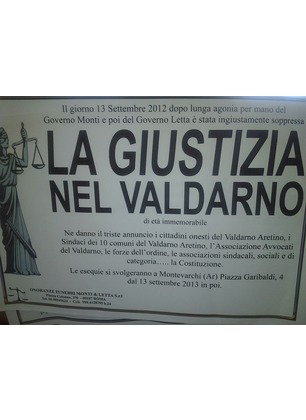 Il giorno 13 Settembre 2012 dopo lunga agonia per mano del
Governo Monti e poi del Governo Letta è stata ingiustamente soppressa
LA GIUSTIZIA
NEL VALDARNO
di età immemorabile
Ne danno il triste annuncio i cittadini onesti del Valdarno Aretino, i
Sindaci dei 10 comuni del Valdarno Aretino, l'Associazione Avvocati
del Valdarno, le forze dell'ordine, le associazioni sindacali, sociali e di
categoria….. la Costituzione.
Le esequie si svolgeranno a Montevarchi (Ar) Piazza Garibaldi, 4
dal 13 settembre 2013 in poi.
ONORANZE FUNEBRI MONTI & LETTA S.r.l